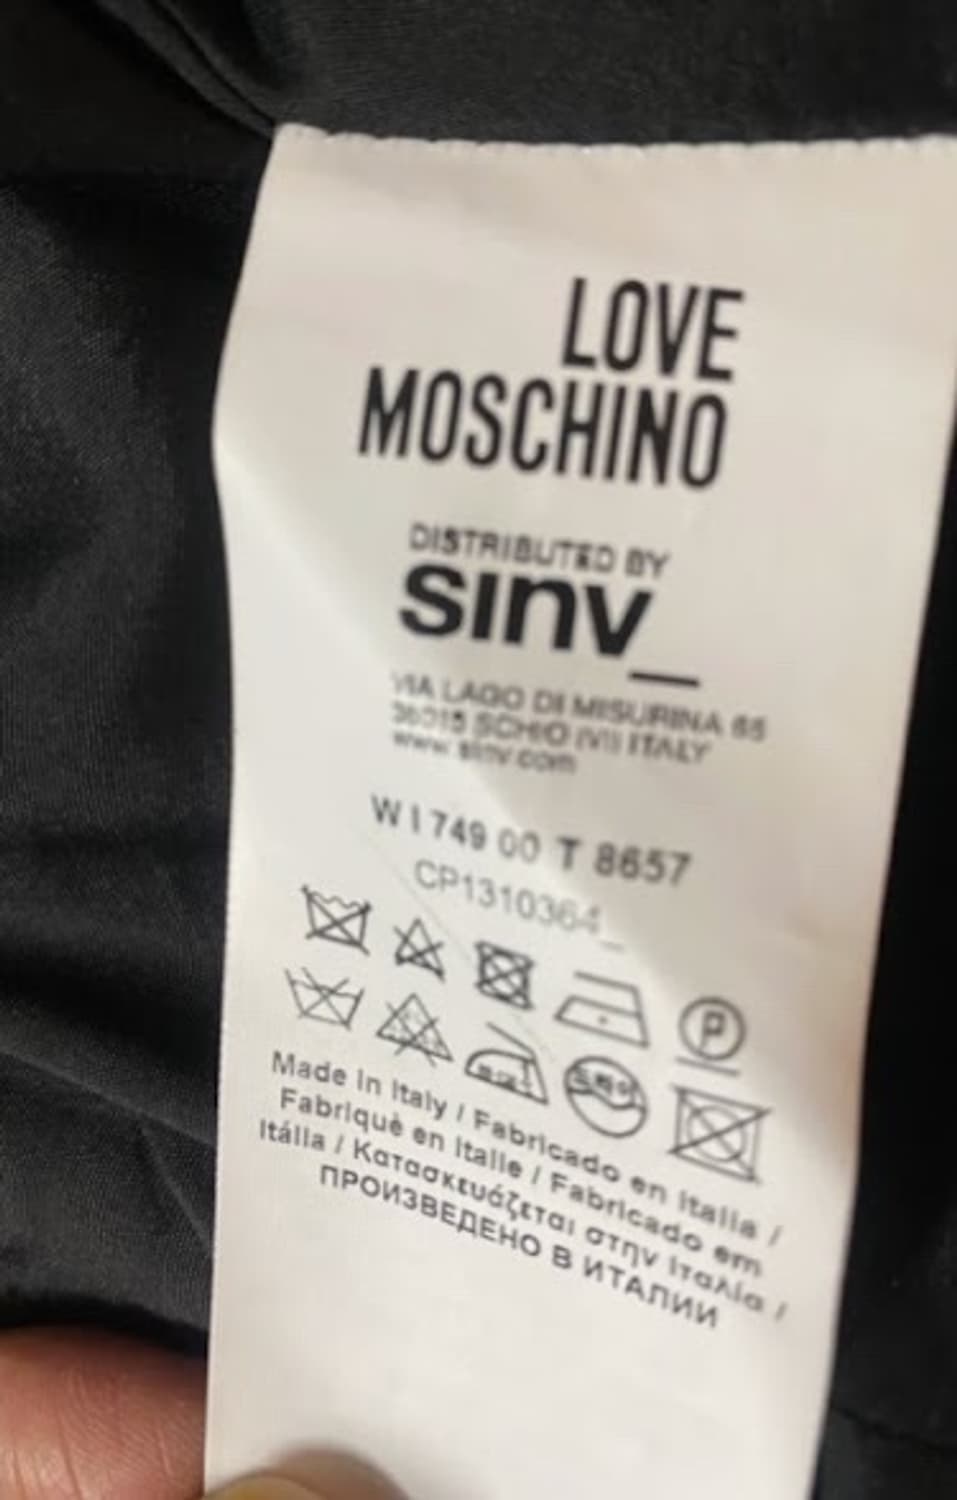 LOVE
MOSCHINO
DISTRIBUTED BY
sinv_
VIA LAGO DI MISURINA 65
36015 SCHIO (VI) ITALY
www.sinv.com
W I 749 00 T 8657
CP1310364_
P
Made in Italy / Fabricado en Italia /
Fabriquè en Italie / Fabricado em
Itália / Κατασκευάζεται στην Ιταλία /
ПРОИЗВЕДЕНО В ИТАЛИИ